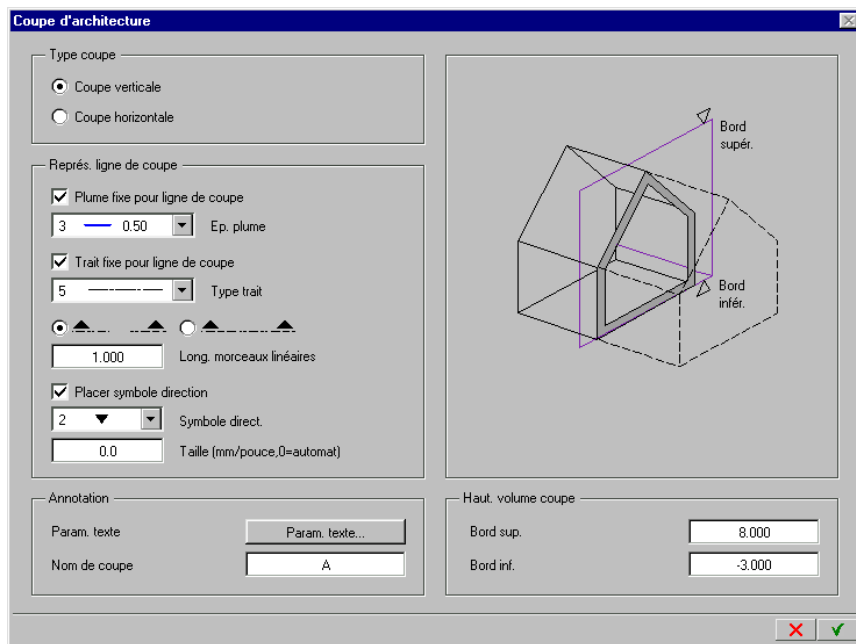 Coupe d'architecture
Type coupe
Coupe verticale
Coupe horizontale
Représ. ligne de coupe
Plume fixe pour ligne de coupe
3 0.50 Ep. plume
Trait fixe pour ligne de coupe
5 Type trait
1.000 Long. morceaux linéaires
Placer symbole direction
2 Symbole direct.
0.0 Taille (mm/pouce,0=automat)
Bord
supér.
Bord
infér.
Annotation
Param. texte Param. texte...
Nom de coupe A
Haut. volume coupe
Bord sup. 8.000
Bord inf. -3.000